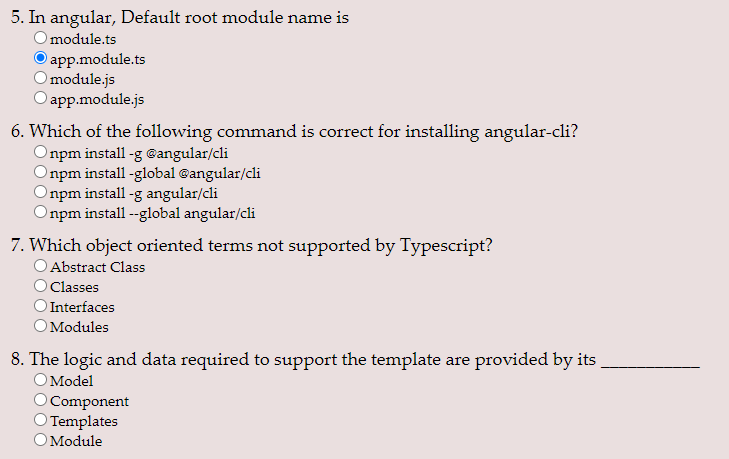 5. In angular, Default root module name is
module.ts
app.module.ts
module.js
app.module.js
6. Which of the following command is correct for installing angular-cli?
npm install -g @angular/cli
npm install -global @angular/cli
npm install -g angular/cli
npm install --global angular/cli
7. Which object oriented terms not supported by Typescript?
Abstract Class
Classes
Interfaces
Modules
8. The logic and data required to support the template are provided by its ___________
Model
Component
Templates
Module